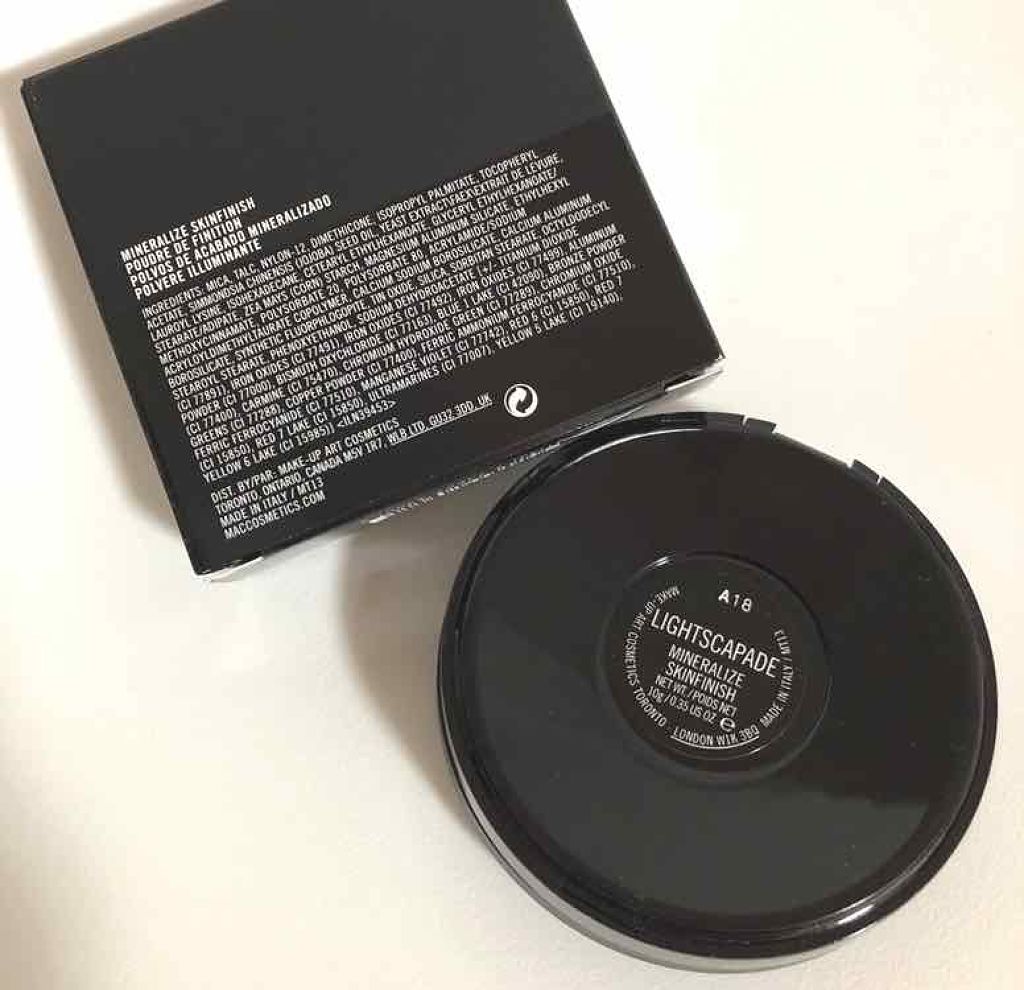 MINERALIZE SKINFINISH
POUDRE DE FINITION
POLVOS DE ACABADO MINERALIZADO
POLVERE ILLUMINANTE
INGREDIENTS: MICA, TALC, NYLON-12, DIMETHICONE, ISOPROPYL PALMITATE, TOCOPHERYL
ACETATE, SIMMONDSIA CHINENSIS (JOJOBA) SEED OIL, YEAST EXTRACT\FAEX\EXTRAIT DE LEVURE,
LAUROYL LYSINE, ISOHEXADECANE, CETEARYL ETHYLHEXANOATE, GLYCERYL ETHYLHEXANOATE/
STEARATE/ADIPATE, ZEA MAYS (CORN) STARCH, MAGNESIUM ALUMINUM SILICATE, ETHYLHEXYL
METHOXYCINNAMATE, POLYSORBATE 20, POLYSORBATE 80, ACRYLAMIDE/SODIUM
ACRYLOYLDIMETHYLTAURATE COPOLYMER, CALCIUM SODIUM BOROSILICATE, CALCIUM ALUMINUM
BOROSILICATE, SYNTHETIC FLUORPHLOGOPITE, TIN OXIDE, SILICA, SORBITAN STEARATE, OCTYLDODECYL
STEAROYL STEARATE, PHENOXYETHANOL, SODIUM DEHYDROACETATE, [+/- TITANIUM DIOXIDE
(CI 77891), IRON OXIDES (CI 77491), IRON OXIDES (CI 77492), IRON OXIDES (CI 77499), ALUMINUM
POWDER (CI 77000), BISMUTH OXYCHLORIDE (CI 77163), BLUE 1 LAKE (CI 42090), BRONZE POWDER
(CI 77400), CARMINE (CI 75470), CHROMIUM HYDROXIDE GREEN (CI 77289), CHROMIUM OXIDE
GREENS (CI 77288), COPPER POWDER (CI 77400), FERRIC AMMONIUM FERROCYANIDE (CI 77510),
FERRIC FERROCYANIDE (CI 77510), MANGANESE VIOLET (CI 77742), RED 6 (CI 15850), RED 7
(CI 15850), RED 7 LAKE (CI 15850), ULTRAMARINES (CI 77007), YELLOW 5 LAKE (CI 19140),
YELLOW 6 LAKE (CI 15985)] <ILN39453>
DIST. BY/PAR: MAKE-UP ART COSMETICS
TORONTO, ONTARIO, CANADA M5V 1R7, WLB LTD, GU32 3DD, UK
MADE IN ITALY / MT13
MACCOSMETICS.COM
A18
LIGHTSCAPADE
MINERALIZE
SKINFINISH
NET WT./POIDS NET
10g / 0.35 US OZ e
MAKE-UP ART COSMETICS TORONTO · LONDON W1K 3BQ MADE IN ITALY / MT13